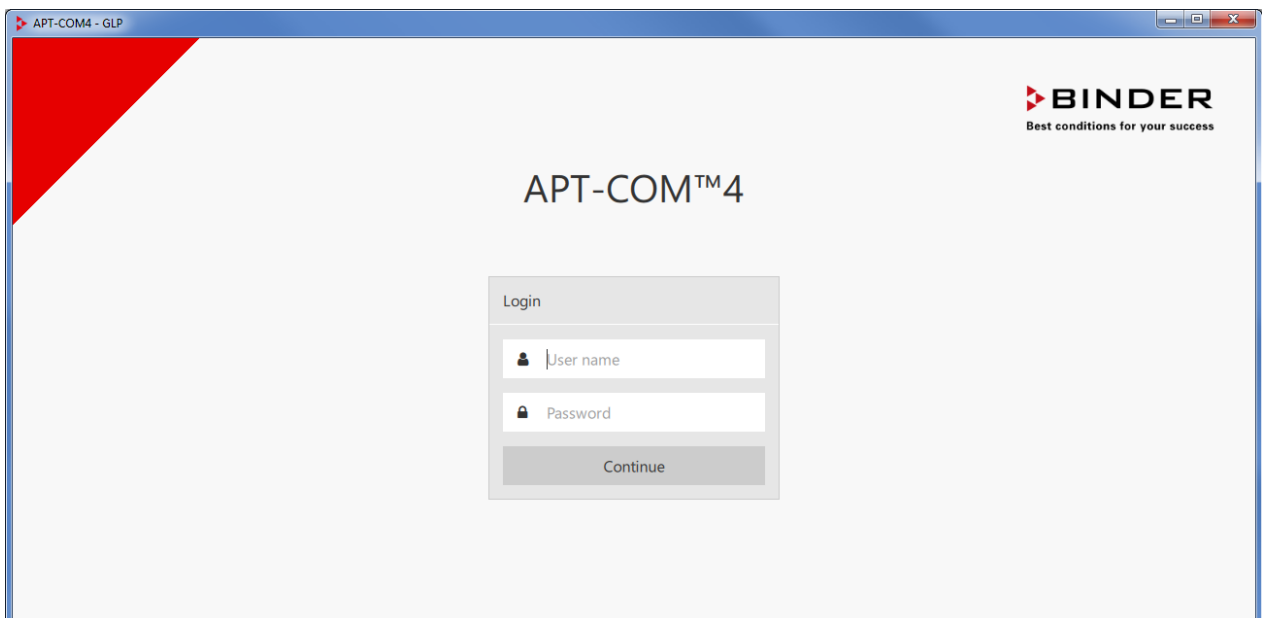 APT-COM4 - GLP
BINDER
Best conditions for your success
APT-COM™4
Login
User name
Password
Continue